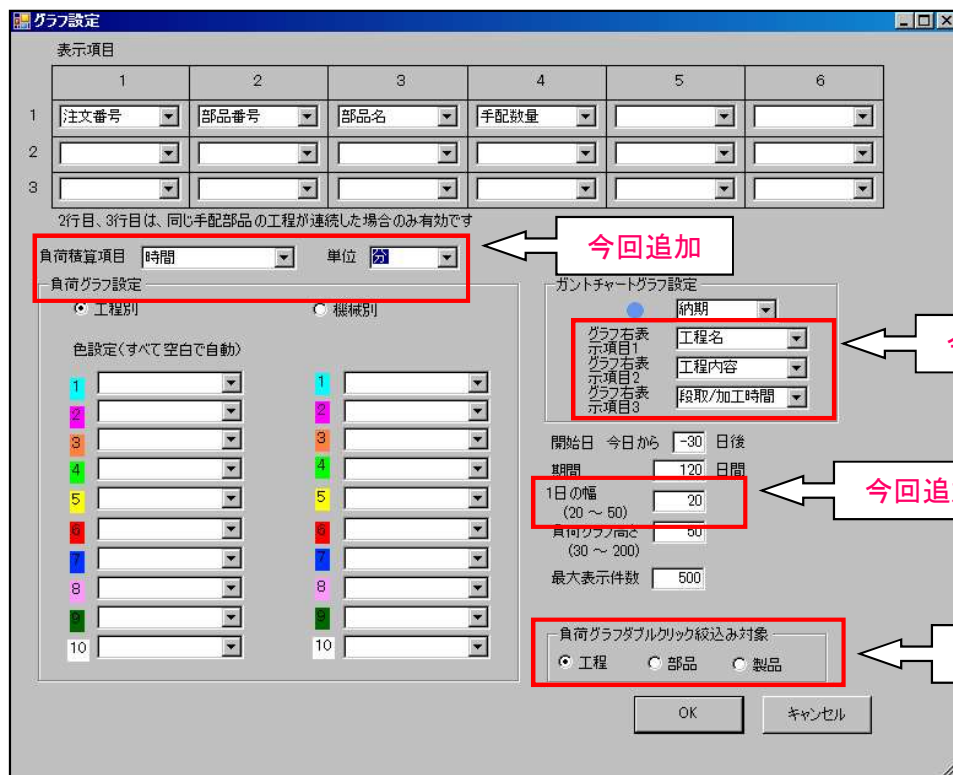 グラフ設定
表示項目
1 2 3 4 5 6
1 注文番号 部品番号 部品名 手配数量
2
3
2行目、3行目は、同じ手配部品の工程が連続した場合のみ有効です
今回追加
負荷積算項目 時間 単位 分
負荷グラフ設定
工程別 機械別
色設定(すべて空白で自動)
1 1
2 2
3 3
4 4
5 5
6 6
7 7
8 8
9 9
10 10
ガントチャートグラフ設定
納期
グラフ右表示項目1 工程名
グラフ右表示項目2 工程内容
グラフ右表示項目3 段取/加工時間
今
開始日 今日から -30 日後
期間 120 日間
1日の幅 20
(20 ~ 50)
今回追
負荷グラフ高さ 50
(30 ~ 200)
最大表示件数 500
負荷グラフダブルクリック絞込み対象
工程 部品 製品
OK キャンセル